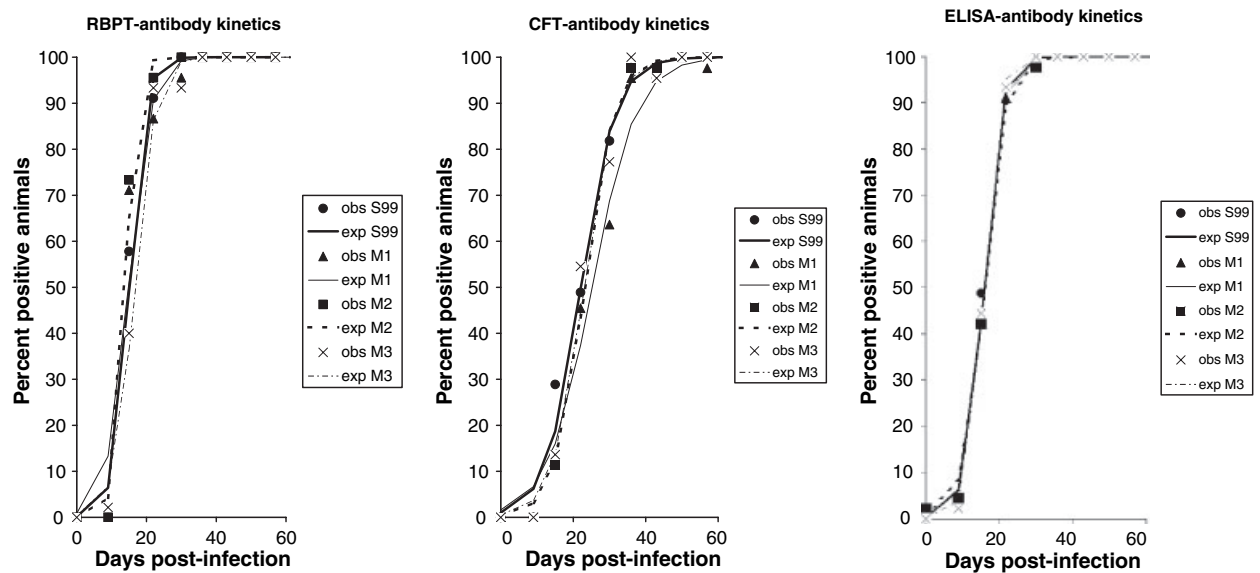 RBPT-antibody kinetics
Percent positive animals
100
90
80
70
60
50
40
30
20
10
0
0 20 40 60
Days post-infection
obs S99
exp S99
obs M1
exp M1
obs M2
exp M2
obs M3
exp M3
CFT-antibody kinetics
Percent positive animals
100
90
80
70
60
50
40
30
20
10
0
0 20 40 60
Days post-infection
obs S99
exp S99
obs M1
exp M1
obs M2
exp M2
obs M3
exp M3
ELISA-antibody kinetics
Percent positive animals
100
90
80
70
60
50
40
30
20
10
0
0 20 40 60
Days post-infection
obs S99
exp S99
obs M1
exp M1
obs M2
exp M2
obs M3
exp M3